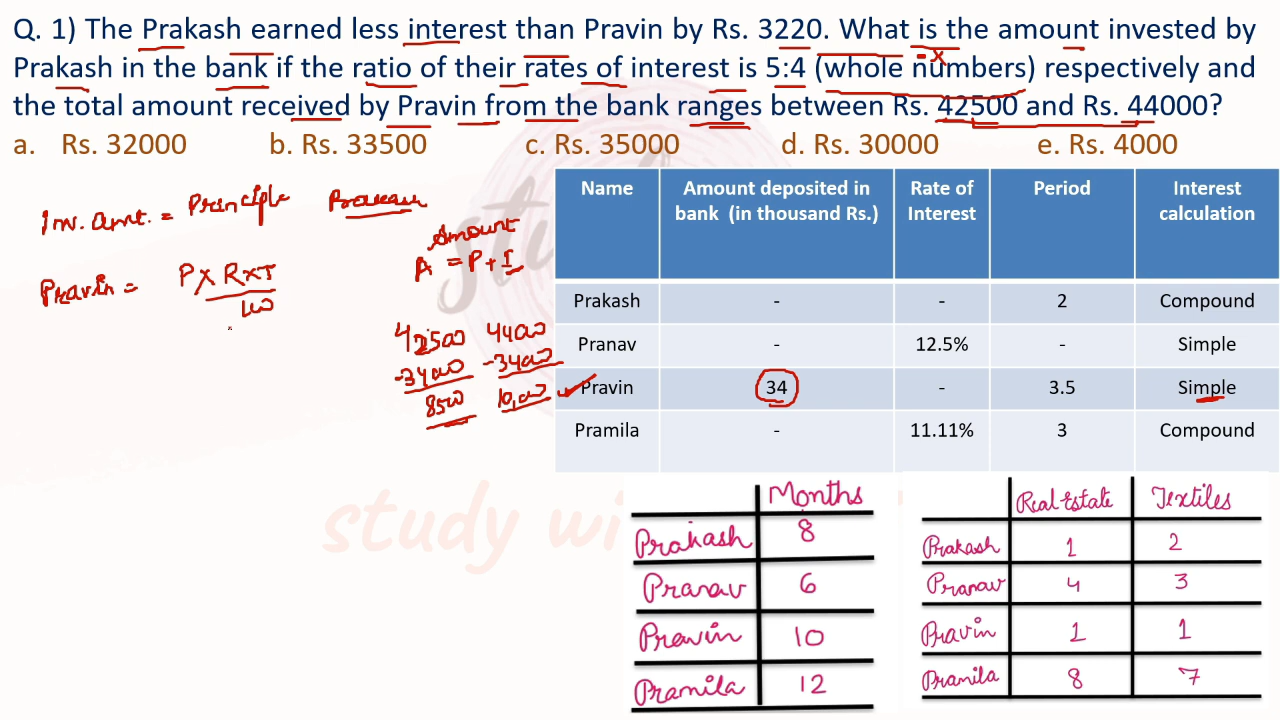 Q. 1) The Prakash earned less interest than Pravin by Rs. 3220. What is the amount invested by
Prakash in the bank if the ratio of their rates of interest is 5:4 (whole numbers) respectively and
the total amount received by Pravin from the bank ranges between Rs. 42500 and Rs. 44000?
a. Rs. 32000 b. Rs. 33500 c. Rs. 35000 d. Rs. 30000 e. Rs. 4000
Inv. amt. = Principle Prakash
Amount
A = P + I
Pravin = P x R x T
100
42500 44000
-34000 -34000
8500 10,000
Name Amount deposited in bank (in thousand Rs.) Rate of Interest Period Interest calculation
Prakash - - 2 Compound
Pranav - 12.5% - Simple
Pravin 34 - 3.5 Simple
Pramila - 11.11% 3 Compound
Months
Prakash 8
Pranav 6
Pravin 10
Pramila 12
Real Estate Textiles
Prakash 1 2
Pranav 4 3
Pravin 1 1
Pramila 8 7